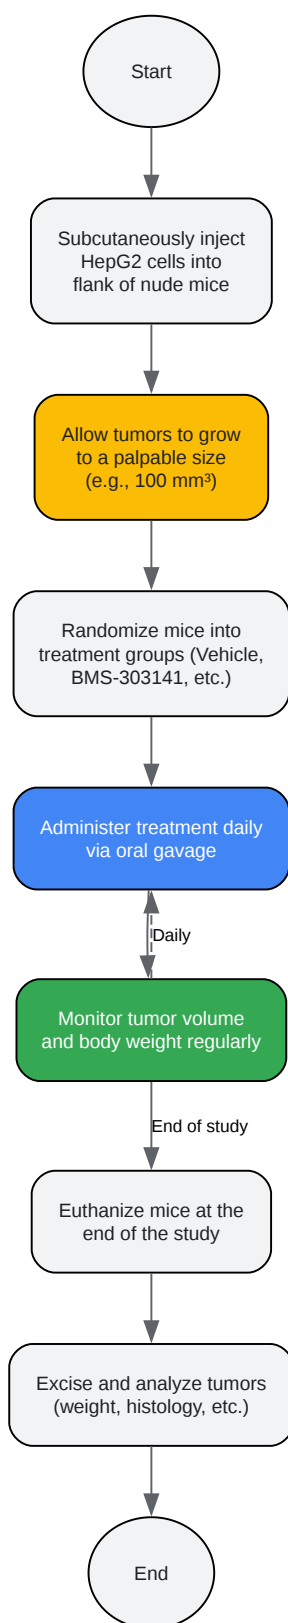 Start
Subcutaneously inject
HepG2 cells into
flank of nude mice
Allow tumors to grow
to a palpable size
(e.g., 100 mm³)
Randomize mice into
treatment groups (Vehicle,
BMS-303141, etc.)
Administer treatment daily
via oral gavage
Daily
Monitor tumor volume
and body weight regularly
End of study
Euthanize mice at the
end of the study
Excise and analyze tumors
(weight, histology, etc.)
End